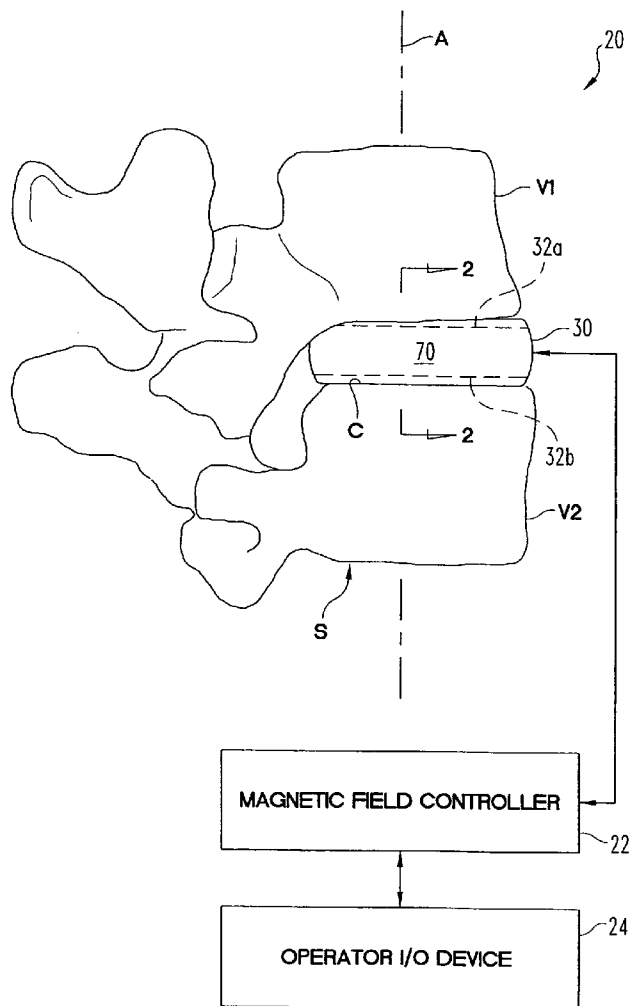 A
20
V1
2
32a
30
70
C
2
32b
V2
S
MAGNETIC FIELD CONTROLLER
22
24
OPERATOR I/O DEVICE